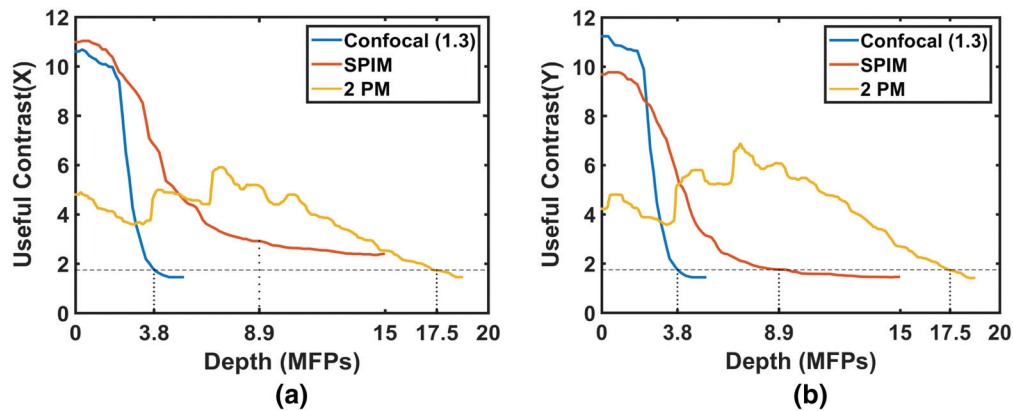 12
10
8
6
4
2
0
Useful Contrast(X)
Confocal (1.3)
SPIM
2 PM
0 3.8 8.9 15 17.5 20
Depth (MFPs)
(a)
12
10
8
6
4
2
0
Useful Contrast(Y)
Confocal (1.3)
SPIM
2 PM
0 3.8 8.9 15 17.5 20
Depth (MFPs)
(b)